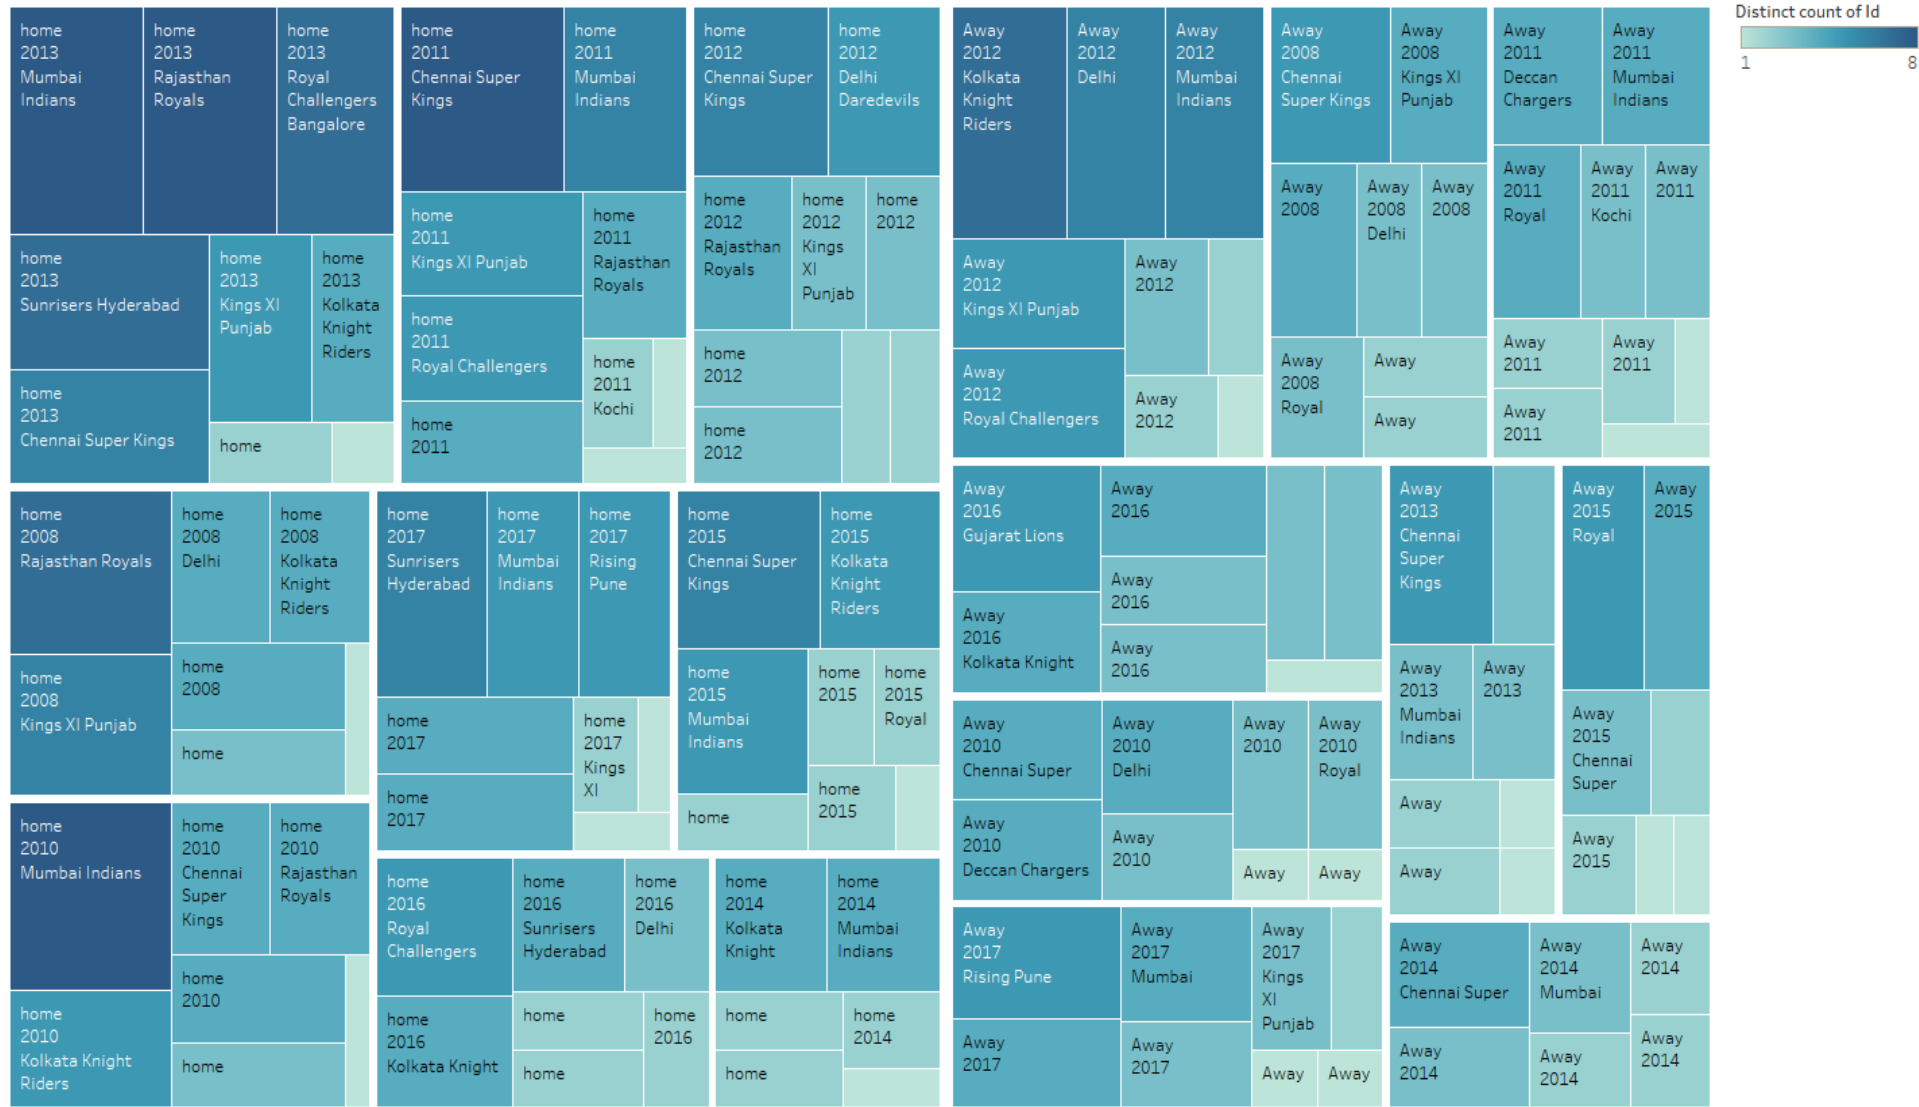 home
2013
Mumbai
Indians
home
2013
Rajasthan
Royals
home
2013
Royal
Challengers
Bangalore
home
2013
Sunrisers Hyderabad
home
2013
Kings XI
Punjab
home
2013
Kolkata
Knight
Riders
home
2013
Chennai Super Kings
home
home
2011
Chennai Super
Kings
home
2011
Mumbai
Indians
home
2011
Kings XI Punjab
home
2011
Rajasthan
Royals
home
2011
Royal Challengers
home
2011
Kochi
home
2011
home
2012
Chennai Super
Kings
home
2012
Delhi
Daredevils
home
2012
Rajasthan
Royals
home
2012
Kings
XI
Punjab
home
2012
home
2012
home
2012
home
2008
Rajasthan Royals
home
2008
Delhi
home
2008
Kolkata
Knight
Riders
home
2008
Kings XI Punjab
home
2008
home
home
2017
Sunrisers
Hyderabad
home
2017
Mumbai
Indians
home
2017
Rising
Pune
home
2017
home
2017
Kings
XI
home
2017
home
2015
Chennai Super
Kings
home
2015
Kolkata
Knight
Riders
home
2015
Mumbai
Indians
home
2015
home
2015
Royal
home
home
2015
home
2010
Mumbai Indians
home
2010
Chennai
Super
Kings
home
2010
Rajasthan
Royals
home
2010
Kolkata Knight
Riders
home
2010
home
home
2016
Royal
Challengers
home
2016
Sunrisers
Hyderabad
home
2016
Delhi
home
2016
Kolkata Knight
home
home
2016
home
home
2014
Kolkata
Knight
home
2014
Mumbai
Indians
home
home
2014
home
Away
2012
Kolkata
Knight
Riders
Away
2012
Delhi
Away
2012
Mumbai
Indians
Away
2012
Kings XI Punjab
Away
2012
Away
2012
Royal Challengers
Away
2012
Away
2008
Chennai
Super Kings
Away
2008
Kings XI
Punjab
Away
2008
Away
2008
Delhi
Away
2008
Away
2008
Royal
Away
Away
Away
2011
Deccan
Chargers
Away
2011
Mumbai
Indians
Away
2011
Royal
Away
2011
Kochi
Away
2011
Away
2011
Away
2011
Away
2011
Away
2016
Gujarat Lions
Away
2016
Away
2016
Kolkata Knight
Away
2016
Away
2016
Away
2013
Chennai
Super
Kings
Away
2013
Mumbai
Indians
Away
2013
Away
Away
Away
2015
Royal
Away
2015
Away
2015
Chennai
Super
Away
2015
Away
2010
Chennai Super
Away
2010
Delhi
Away
2010
Away
2010
Royal
Away
2010
Deccan Chargers
Away
2010
Away
Away
Away
2017
Rising Pune
Away
2017
Mumbai
Away
2017
Kings
XI
Punjab
Away
2017
Away
2017
Away
Away
Away
2014
Chennai Super
Away
2014
Mumbai
Away
2014
Away
2014
Away
2014
Away
2014
Distinct count of Id
1
8